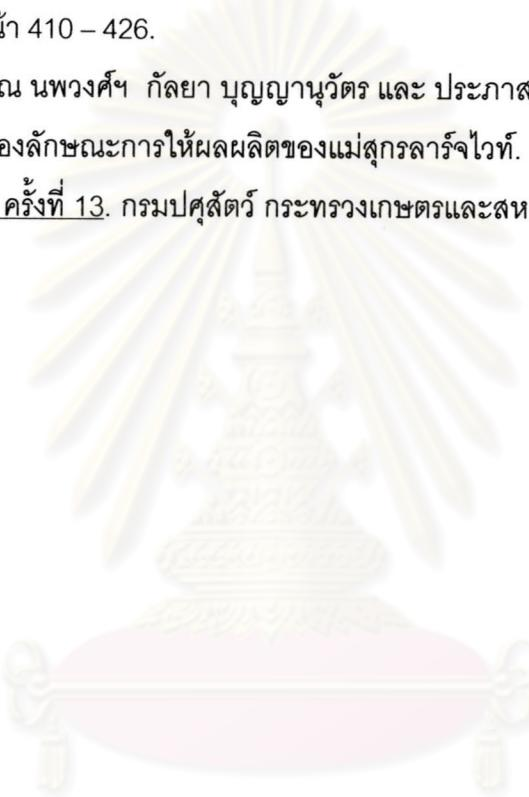 น้า 410 – 426.
ณ นพวงศ์ฯ กัลยา บุญญานุวัตร และ ประภาส
องลักษณะการให้ผลผลิตของแม่สุกรลาร์จไวท์.
ครั้งที่ 13. กรมปศุสัตว์ กระทรวงเกษตรและสห